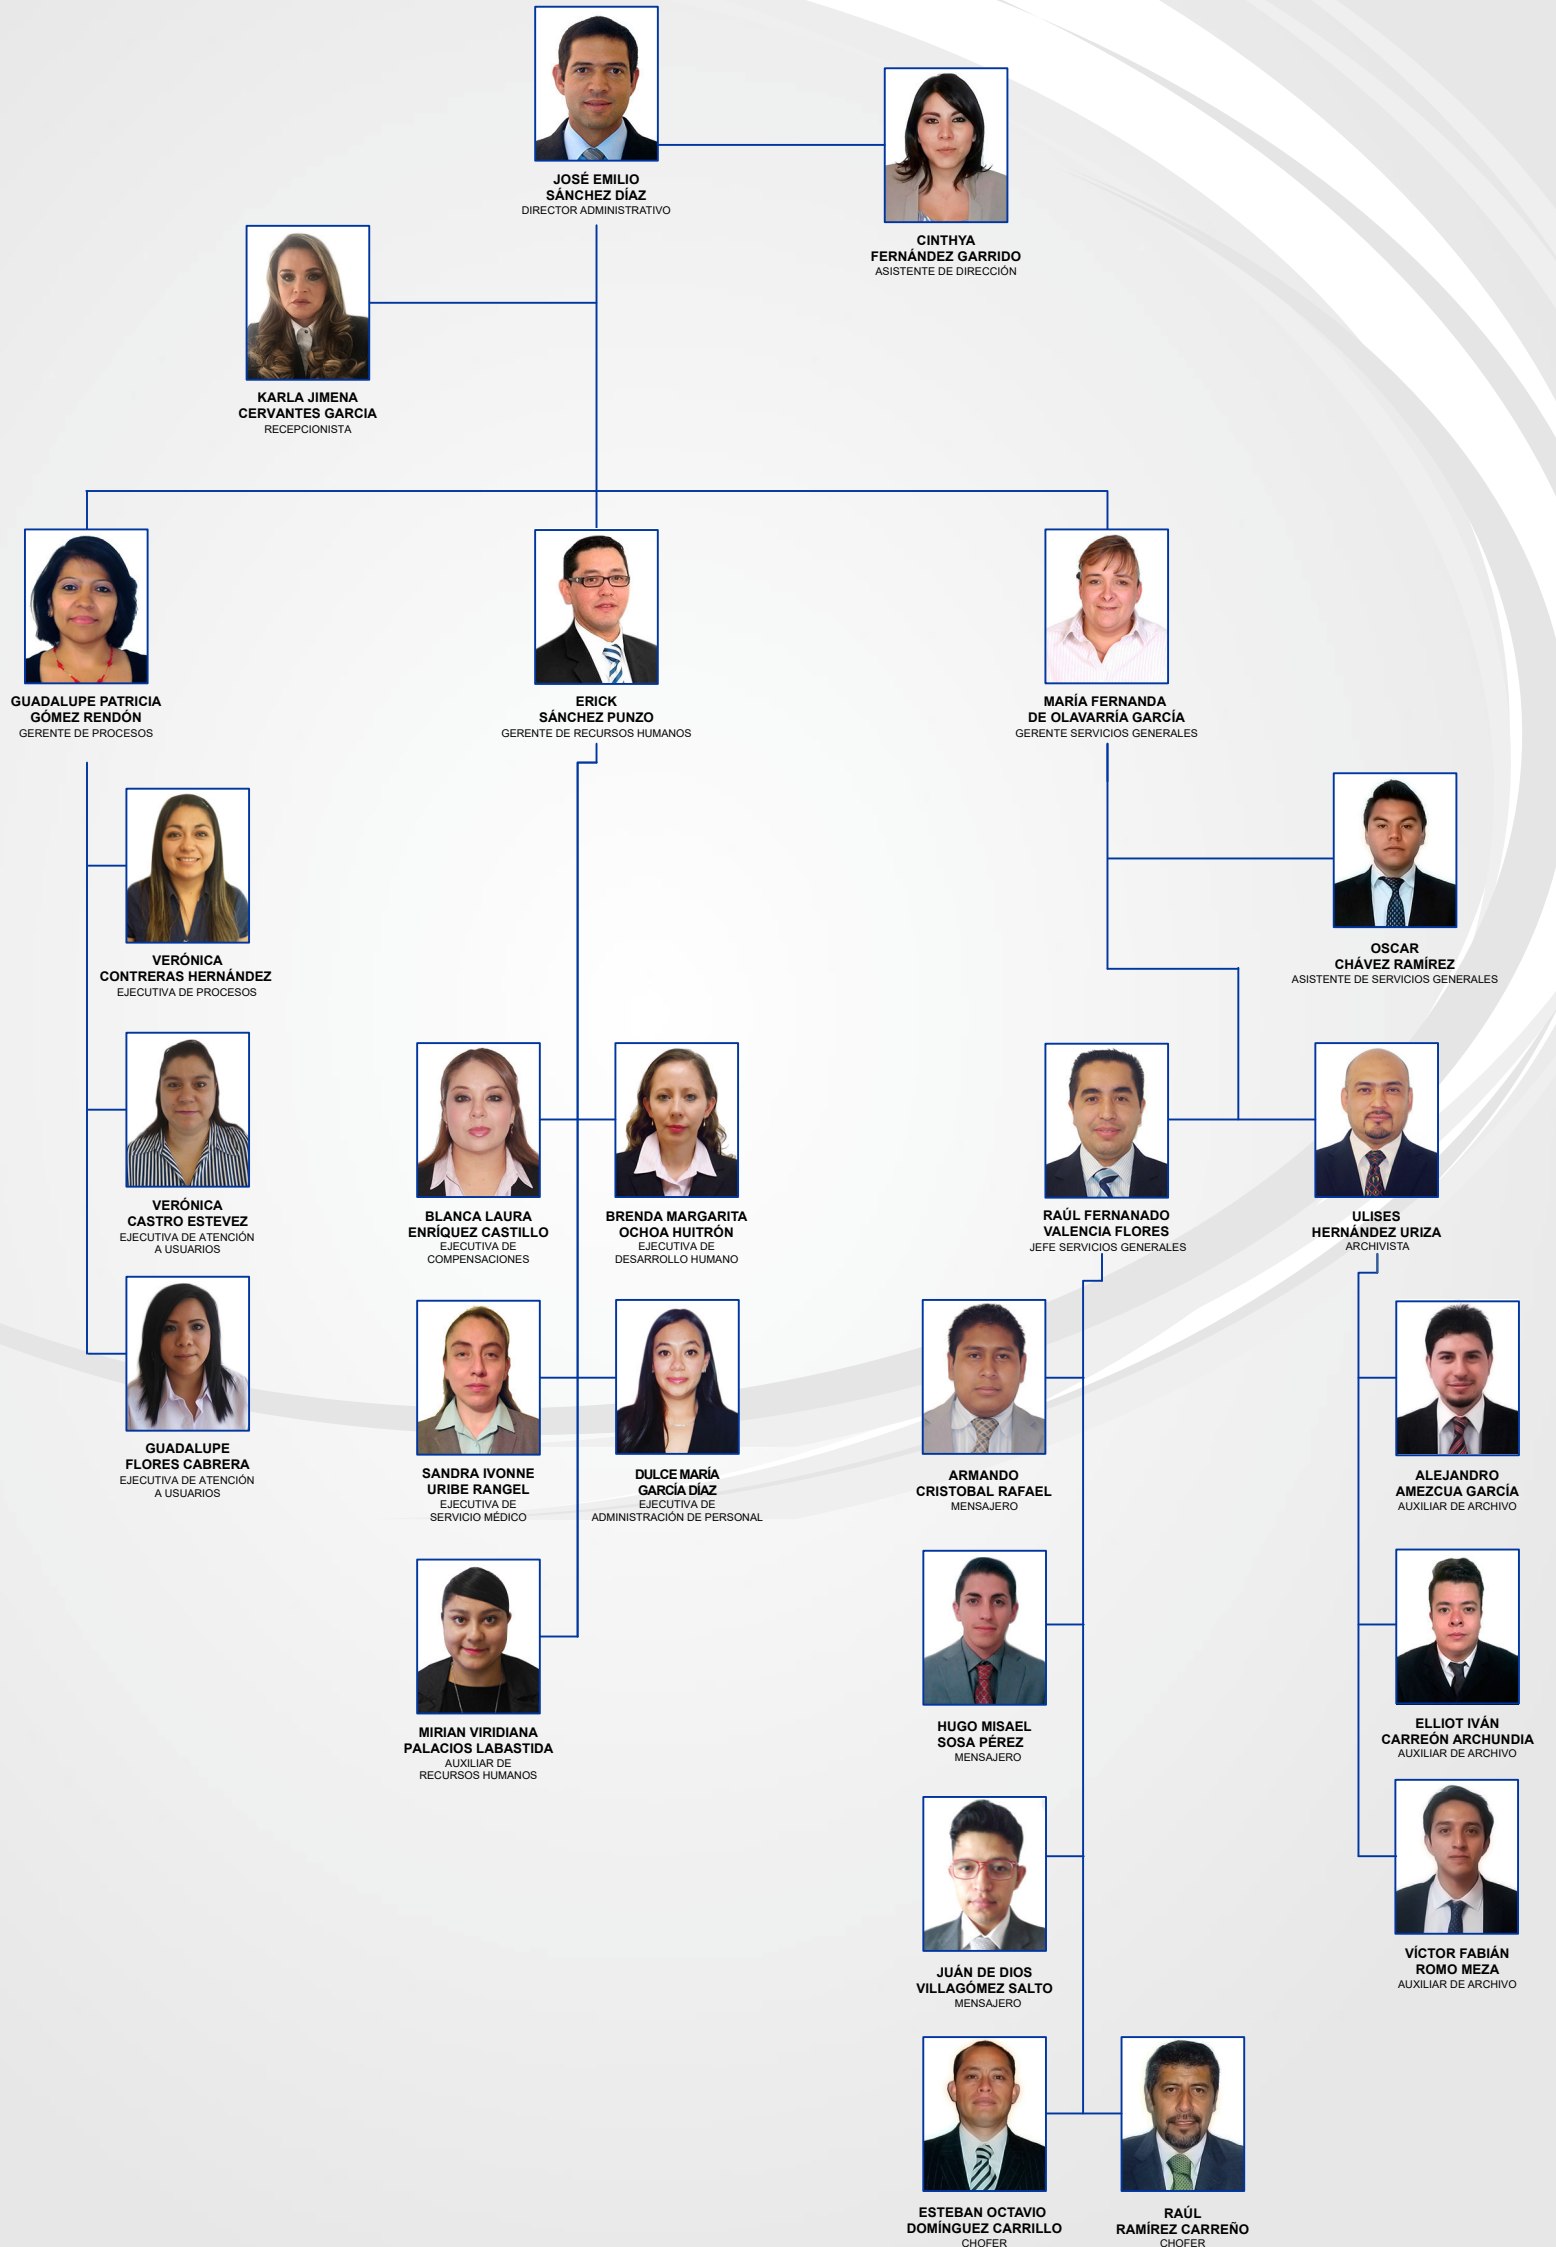 JOSÉ EMILIO
SÁNCHEZ DÍAZ
DIRECTOR ADMINISTRATIVO
CINTHYA
FERNÁNDEZ GARRIDO
ASISTENTE DE DIRECCIÓN
KARLA JIMENA
CERVANTES GARCIA
RECEPCIONISTA
GUADALUPE PATRICIA
GÓMEZ RENDÓN
GERENTE DE PROCESOS
ERICK
SÁNCHEZ PUNZO
GERENTE DE RECURSOS HUMANOS
MARÍA FERNANDA
DE OLAVARRÍA GARCÍA
GERENTE SERVICIOS GENERALES
VERÓNICA
CONTRERAS HERNÁNDEZ
EJECUTIVA DE PROCESOS
OSCAR
CHÁVEZ RAMÍREZ
ASISTENTE DE SERVICIOS GENERALES
VERÓNICA
CASTRO ESTEVEZ
EJECUTIVA DE ATENCIÓN
A USUARIOS
BLANCA LAURA
ENRÍQUEZ CASTILLO
EJECUTIVA DE
COMPENSACIONES
BRENDA MARGARITA
OCHOA HUITRÓN
EJECUTIVA DE
DESARROLLO HUMANO
RAÚL FERNANADO
VALENCIA FLORES
JEFE SERVICIOS GENERALES
ULISES
HERNÁNDEZ URIZA
ARCHIVISTA
GUADALUPE
FLORES CABRERA
EJECUTIVA DE ATENCIÓN
A USUARIOS
SANDRA IVONNE
URIBE RANGEL
EJECUTIVA DE
SERVICIO MÉDICO
DULCE MARÍA
GARCÍA DÍAZ
EJECUTIVA DE
ADMINISTRACIÓN DE PERSONAL
ARMANDO
CRISTOBAL RAFAEL
MENSAJERO
ALEJANDRO
AMEZCUA GARCÍA
AUXILIAR DE ARCHIVO
MIRIAN VIRIDIANA
PALACIOS LABASTIDA
AUXILIAR DE
RECURSOS HUMANOS
HUGO MISAEL
SOSA PÉREZ
MENSAJERO
ELLIOT IVÁN
CARREÓN ARCHUNDIA
AUXILIAR DE ARCHIVO
JUÁN DE DIOS
VILLAGÓMEZ SALTO
MENSAJERO
VÍCTOR FABIÁN
ROMO MEZA
AUXILIAR DE ARCHIVO
ESTEBAN OCTAVIO
DOMÍNGUEZ CARRILLO
CHOFER
RAÚL
RAMÍREZ CARREÑO
CHOFER